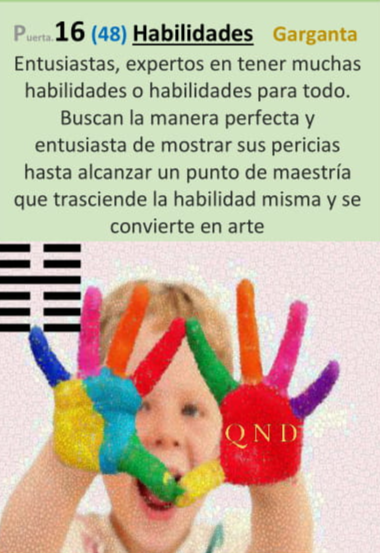 Puerta. 16 (48) Habilidades Garganta
Entusiastas, expertos en tener muchas
habilidades o habilidades para todo.
Buscan la manera perfecta y
entusiasta de mostrar sus pericias
hasta alcanzar un punto de maestría
que trasciende la habilidad misma y se
convierte en arte
QND